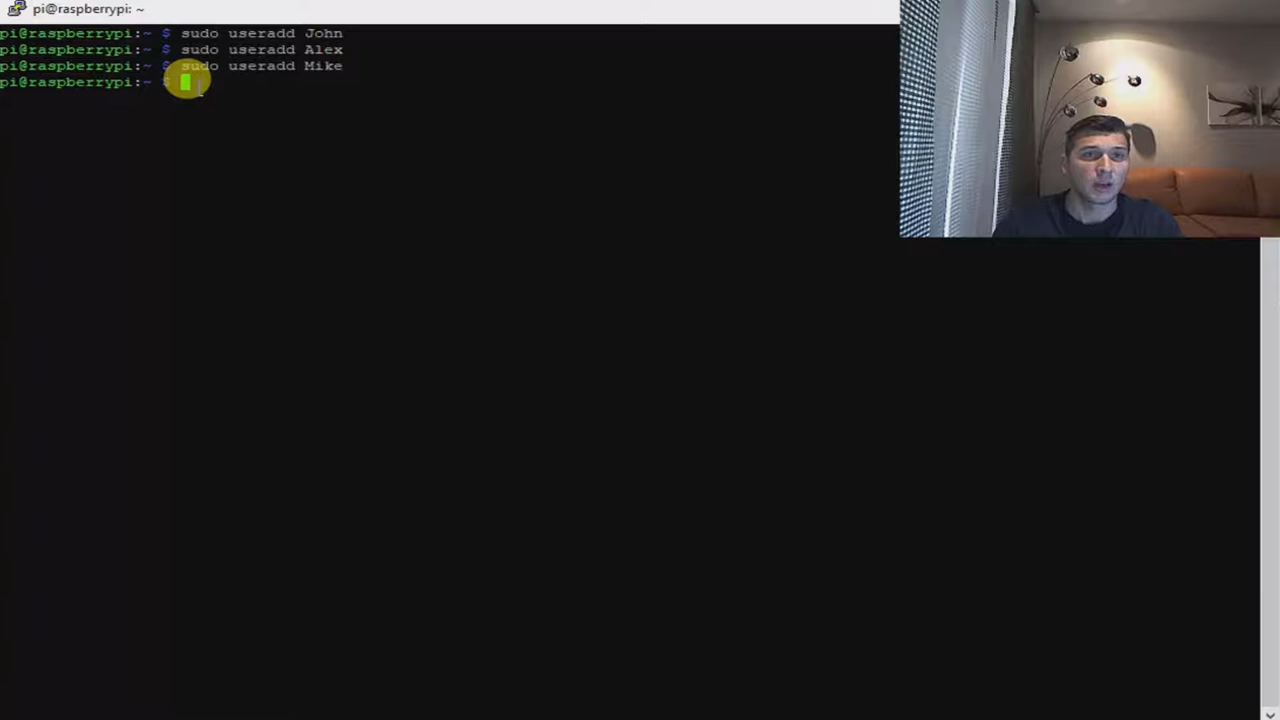 pi@raspberrypi: ~
pi@raspberrypi:~ $ sudo useradd John
pi@raspberrypi:~ $ sudo useradd Alex
pi@raspberrypi:~ $ sudo useradd Mike
pi@raspberrypi:~ $